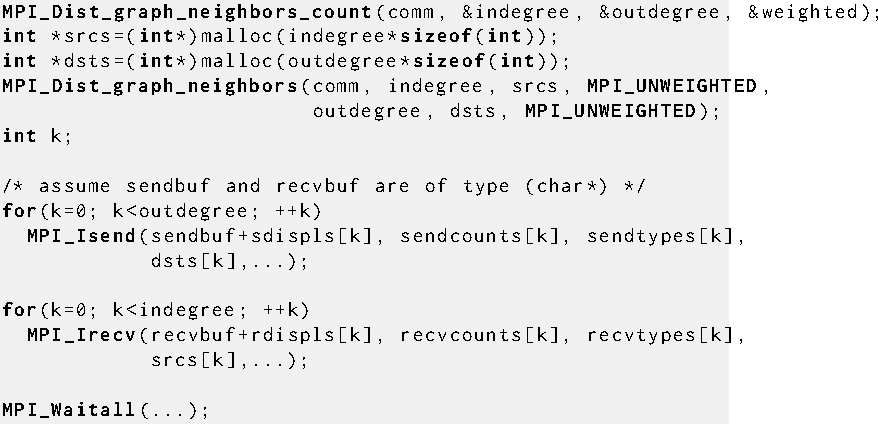 MPI_Dist_graph_neighbors_count(comm, &indegree, &outdegree, &weighted);
int *srcs=(int*)malloc(indegree*sizeof(int));
int *dsts=(int*)malloc(outdegree*sizeof(int));
MPI_Dist_graph_neighbors(comm, indegree, srcs, MPI_UNWEIGHTED,
                         outdegree, dsts, MPI_UNWEIGHTED);
int k;

/* assume sendbuf and recvbuf are of type (char*) */
for(k=0; k<outdegree; ++k)
  MPI_Isend(sendbuf+sdispls[k], sendcounts[k], sendtypes[k],
            dsts[k],...);

for(k=0; k<indegree; ++k)
  MPI_Irecv(recvbuf+rdispls[k], recvcounts[k], recvtypes[k],
            srcs[k],...);

MPI_Waitall(...);